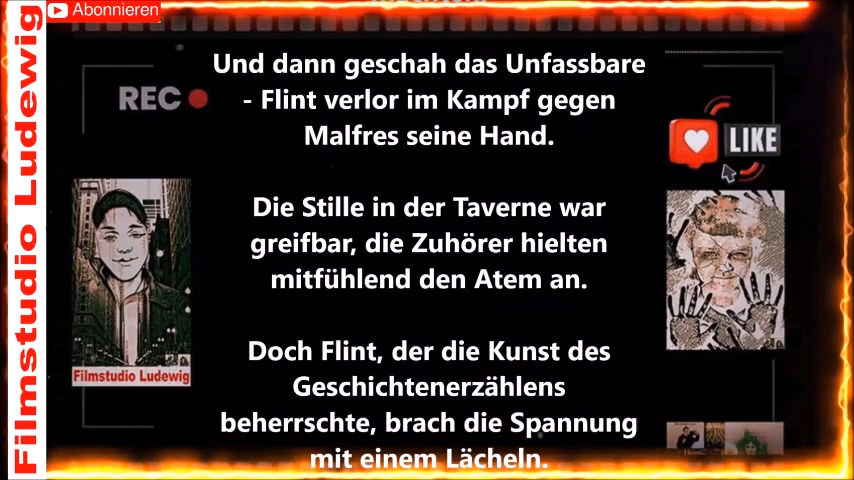 Abonnieren
Filmstudio Ludewig
REC
Und dann geschah das Unfassbare
- Flint verlor im Kampf gegen
Malfres seine Hand.
LIKE
Die Stille in der Taverne war
greifbar, die Zuhörer hielten
mitfühlend den Atem an.
Doch Flint, der die Kunst des
Geschichtenerzählens
beherrschte, brach die Spannung
mit einem Lächeln.
Filmstudio Ludewig